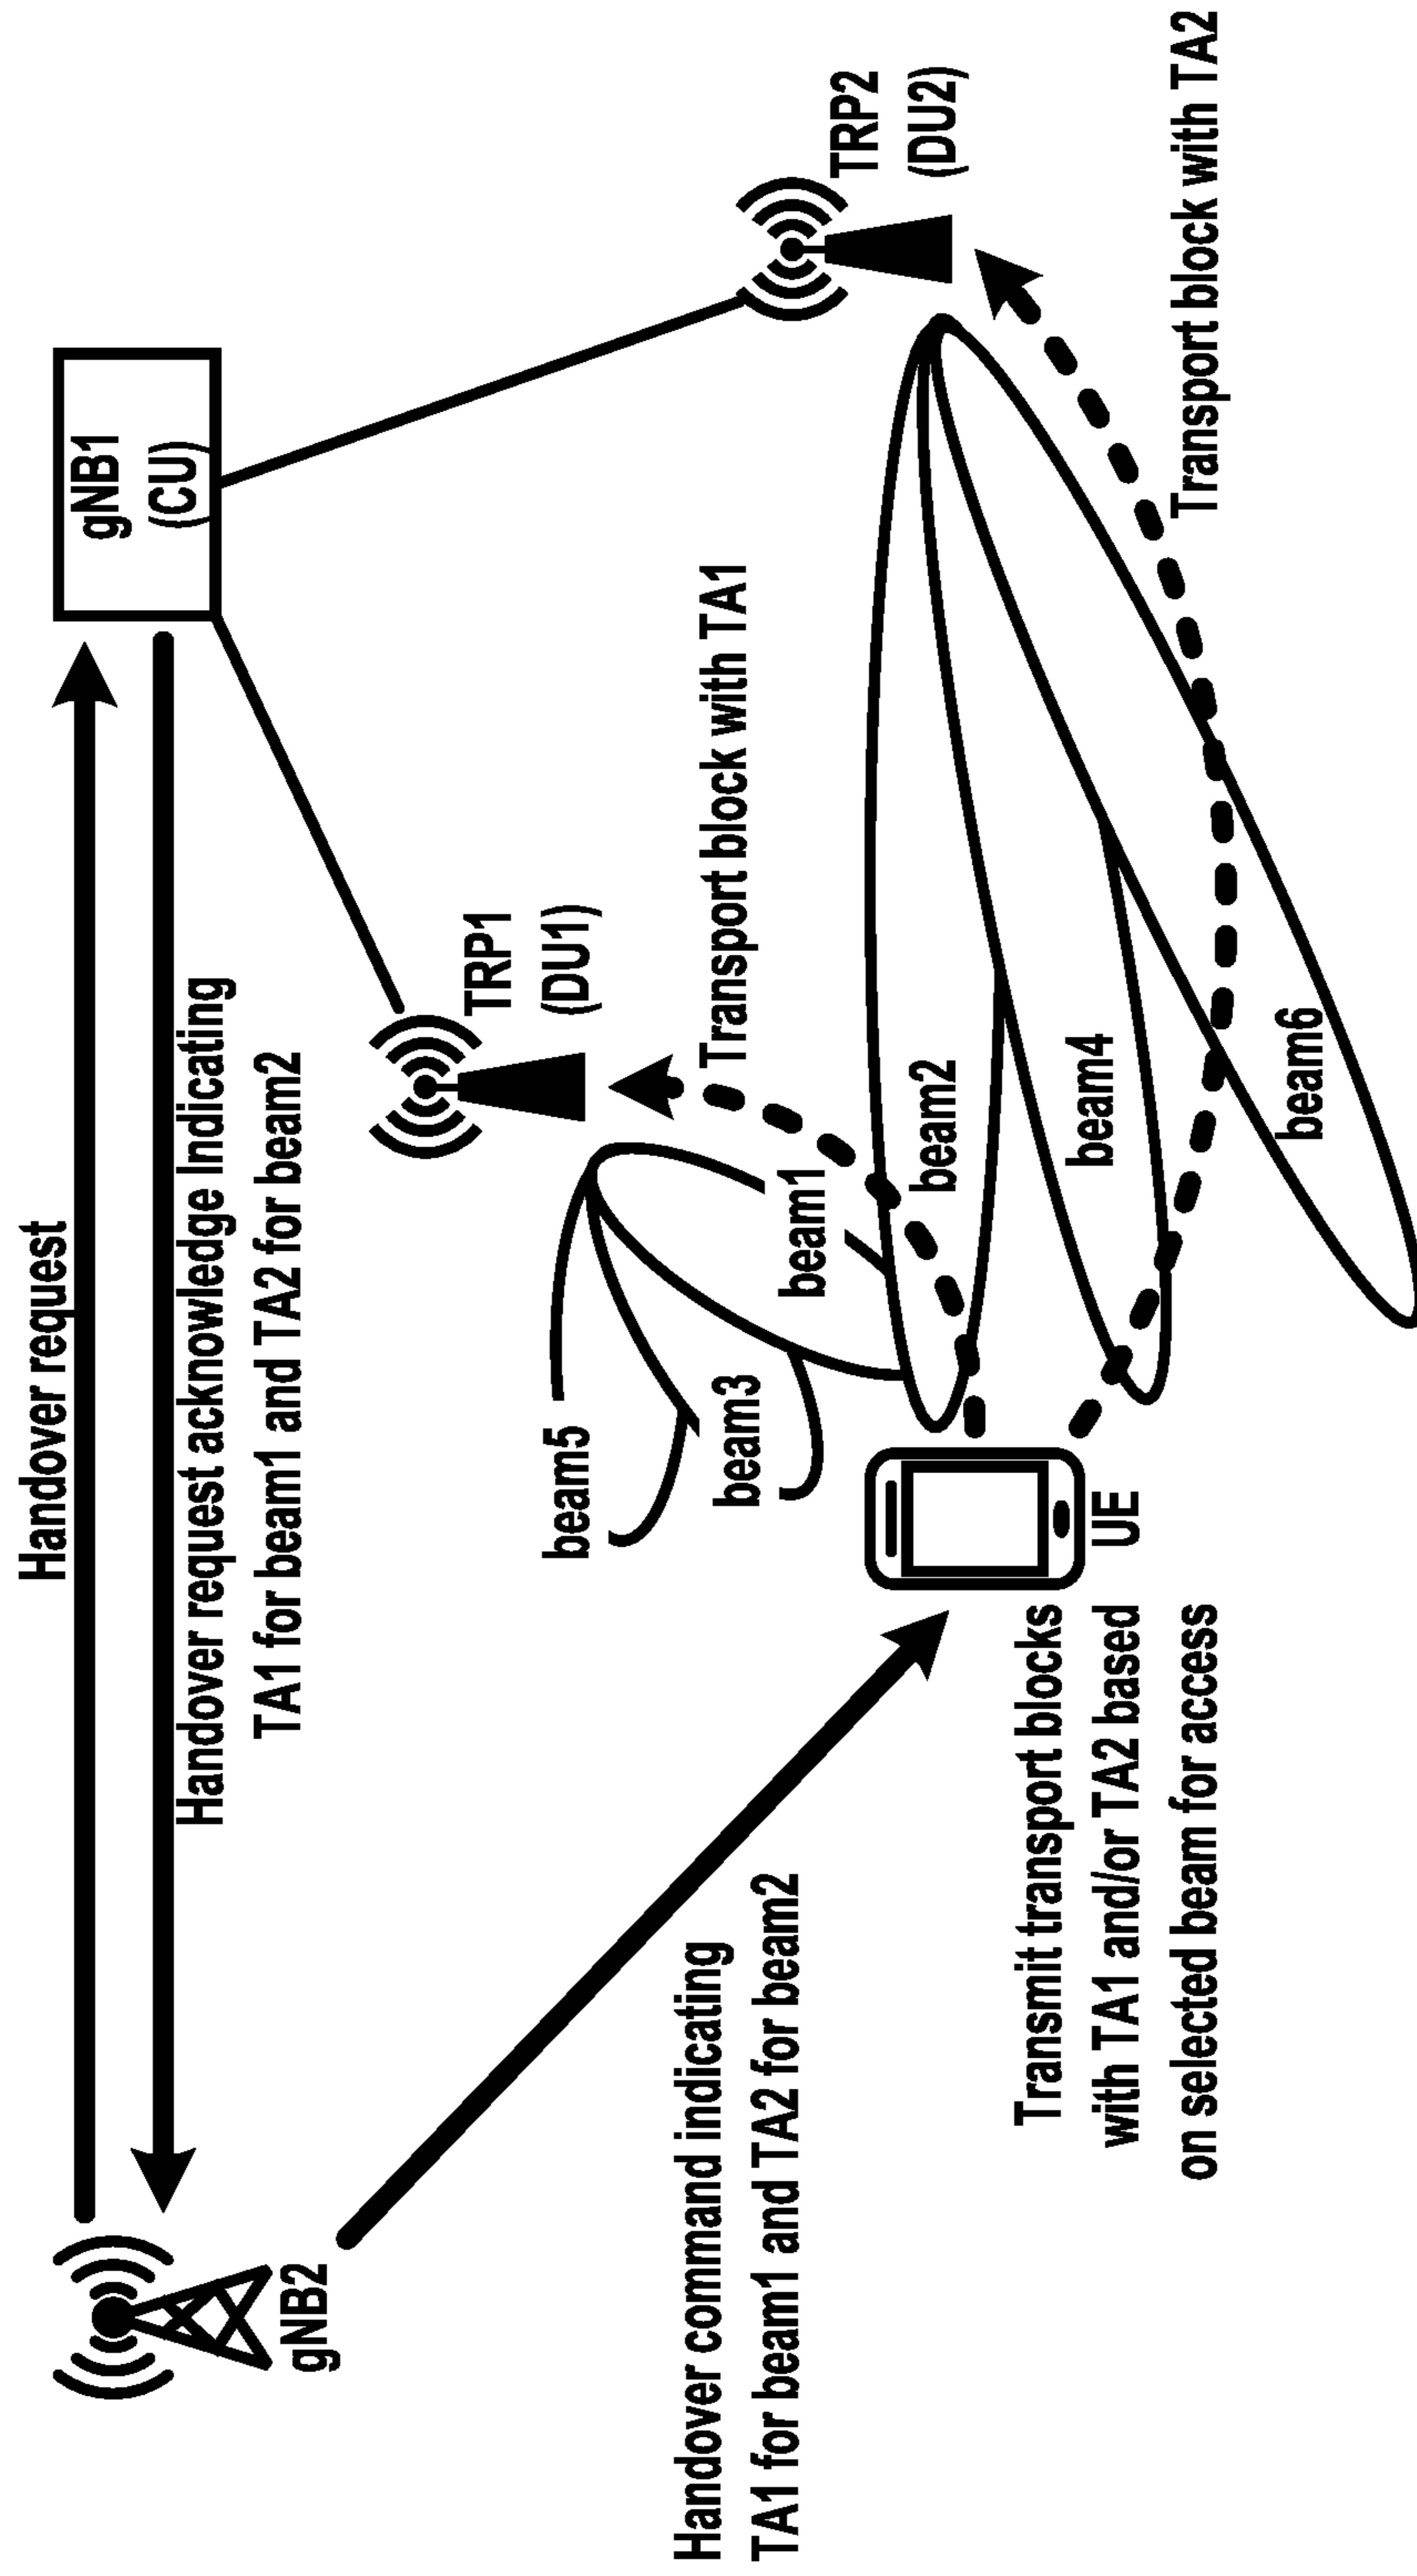 Handover request
Handover request acknowledge Indicating
TA1 for beam1 and TA2 for beam2
gNB1
(CU)
gNB2
TRP1
(DU1)
TRP2
(DU2)
Transport block with TA1
beam5
beam3
beam1
beam2
beam4
beam6
Handover command indicating
TA1 for beam1 and TA2 for beam2
UE
Transmit transport blocks
with TA1 and/or TA2 based
on selected beam for access
Transport block with TA2